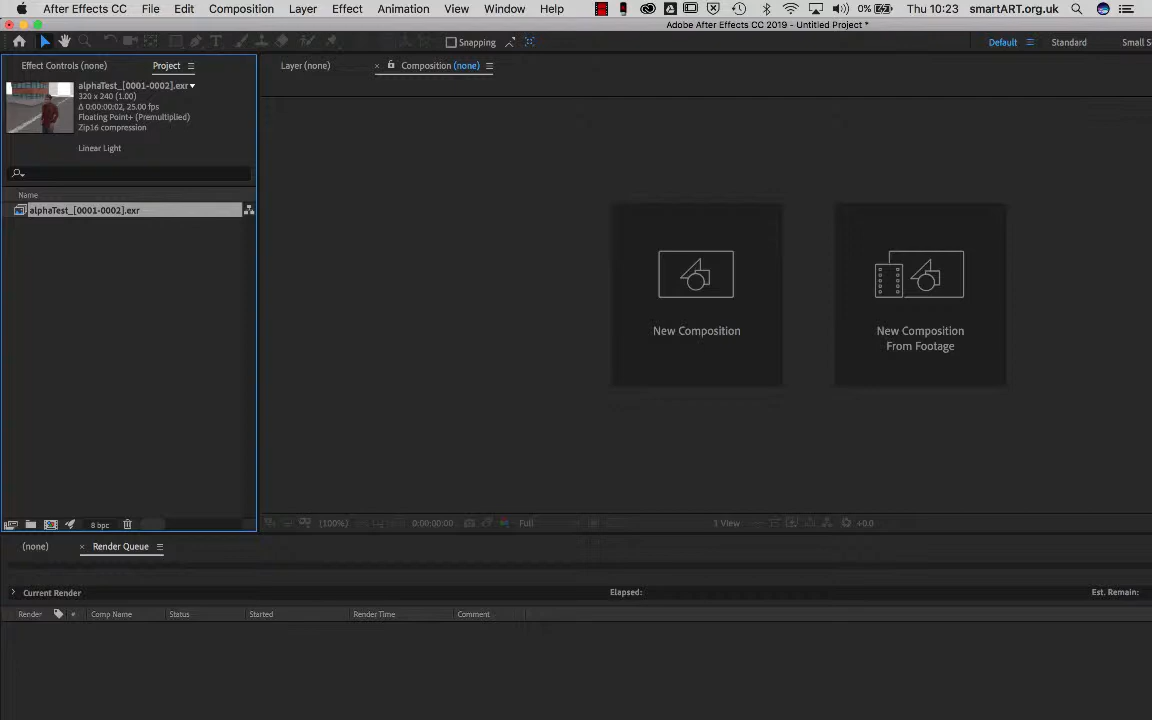 After Effects CC File Edit Composition Layer Effect Animation View Window Help 0% Thu 10:23 smartART.org.uk
Adobe After Effects CC 2019 - Untitled Project *
Snapping Default Standard Small S
Effect Controls (none) Project Layer (none) × Composition (none)
alphaTest_[0001-0002].exr
320 x 240 (1.00)
Δ 0:00:00:02, 25.00 fps
Floating Point+ (Premultiplied)
Zip16 compression
Linear Light
Name
alphaTest_[0001-0002].exr
New Composition
New Composition
From Footage
8 bpc (100%) 0:00:00:00 Full 1 View +0.0
(none) × Render Queue
Current Render Elapsed: Est. Remain:
Render # Comp Name Status Started Render Time Comment